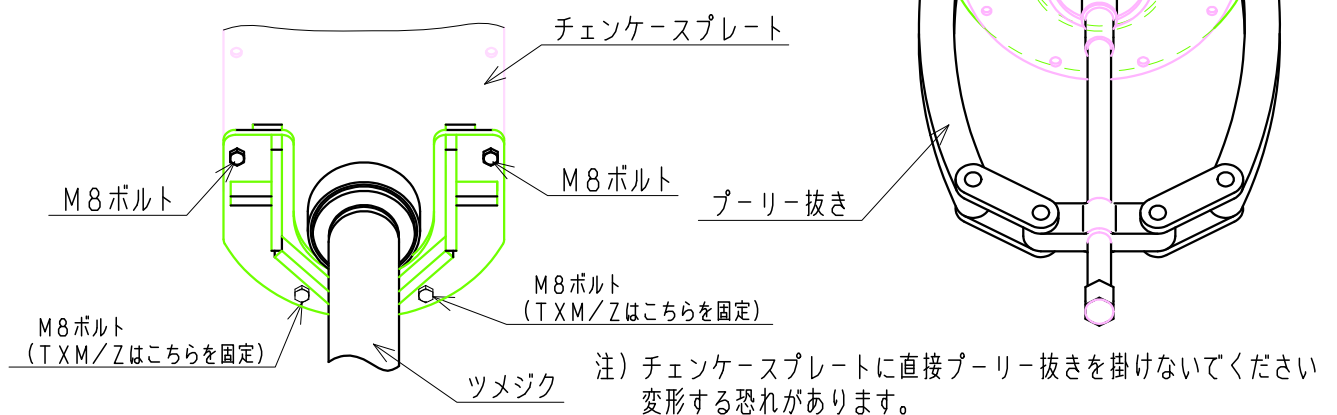 チェンケースプレート
M8ボルト
M8ボルト
プーリー抜き
M8ボルト
(TXM/Zはこちらを固定)
M8ボルト
(TXM/Zはこちらを固定)
ツメジク
注) チェンケースプレートに直接プーリー抜きを掛けないでください
変形する恐れがあります。